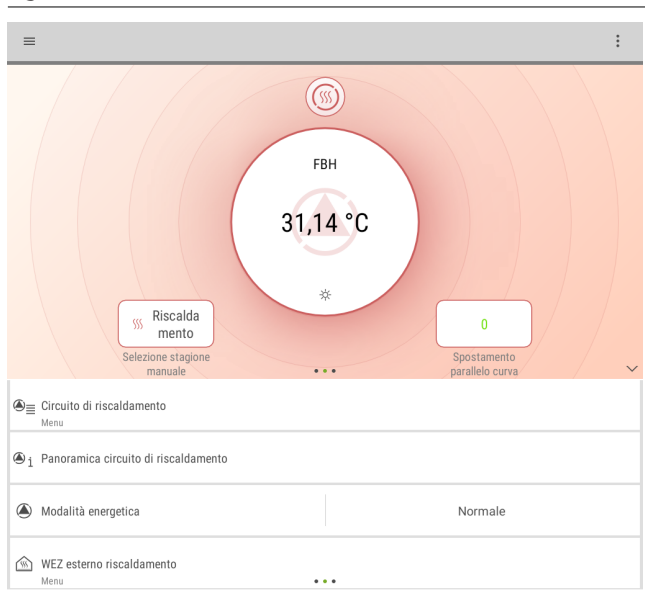 FBH
31,14 °C
Riscalda
mento
0
Selezione stagione
manuale
Spostamento
parallelo curva
Circuito di riscaldamento
Menu
Panoramica circuito di riscaldamento
Modalità energetica
Normale
WEZ esterno riscaldamento
Menu